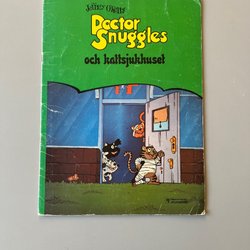 Jeffrey O'Kelly's
Doctor
Snuggles
och kattsjukhuset